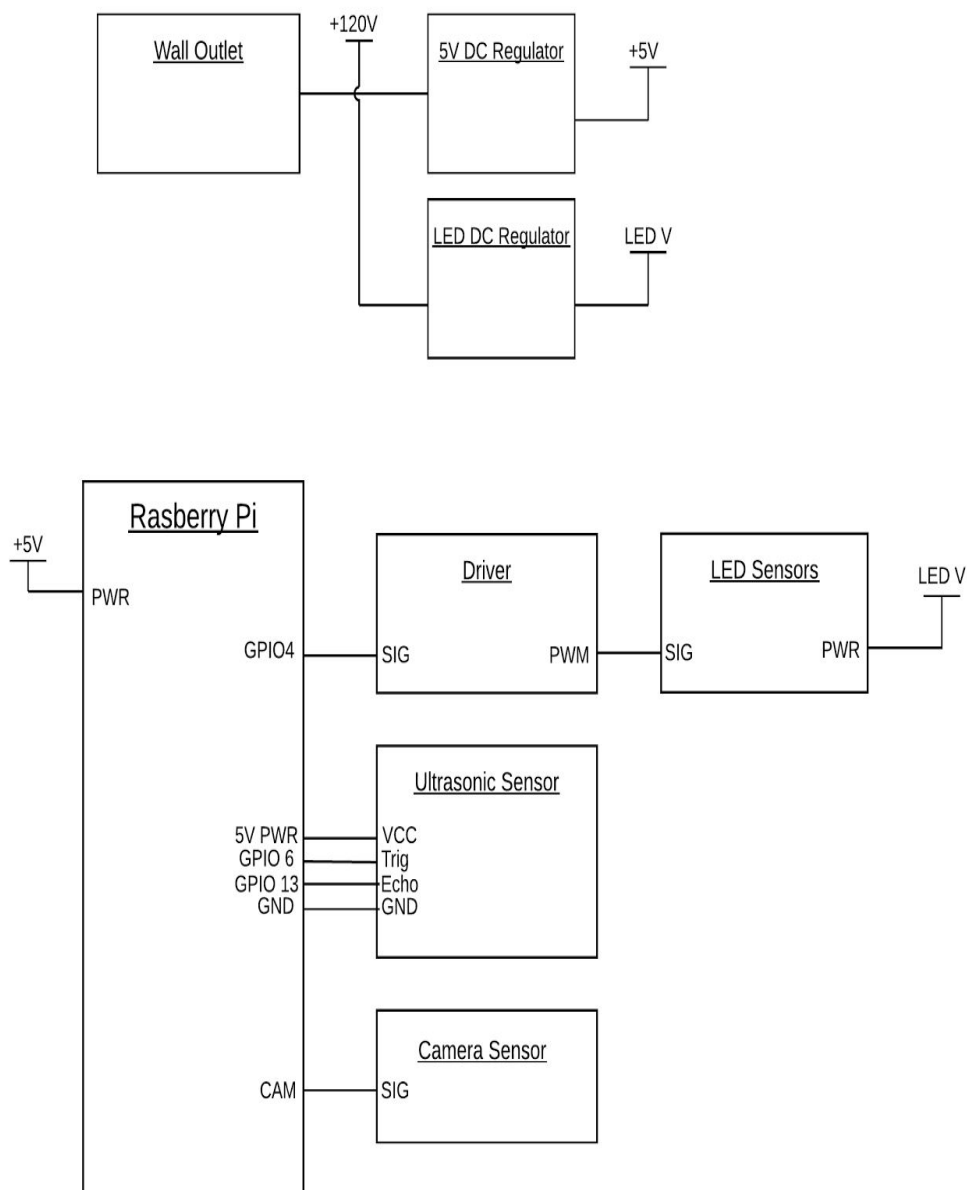 +120V
Wall Outlet
5V DC Regulator
+5V
LED DC Regulator
LED V
Rasberry Pi
+5V
PWR
Driver
LED Sensors
LED V
GPIO4
SIG
PWM
SIG
PWR
Ultrasonic Sensor
5V PWR
VCC
GPIO 6
Trig
GPIO 13
Echo
GND
GND
Camera Sensor
CAM
SIG